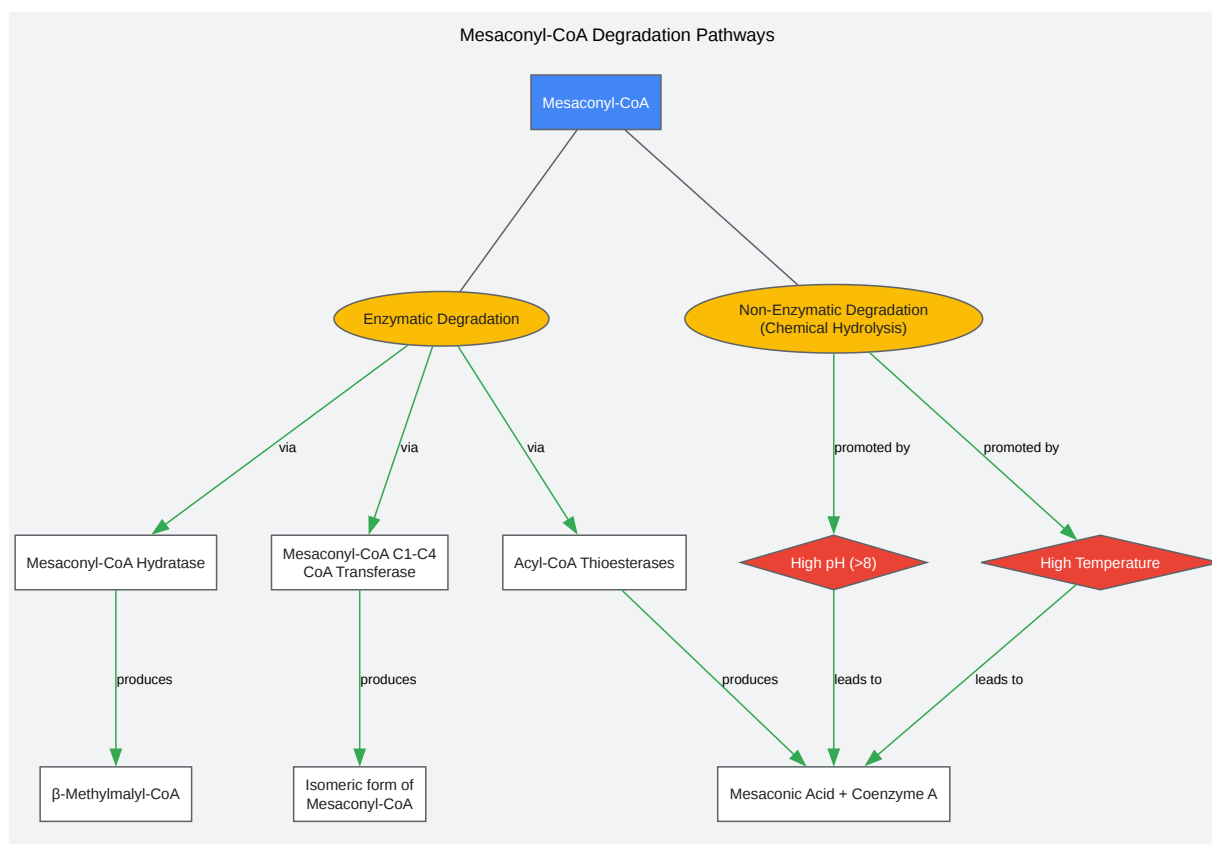 Mesaconyl-CoA Degradation Pathways
Mesaconyl-CoA
Enzymatic Degradation
Non-Enzymatic Degradation
(Chemical Hydrolysis)
via
via
via
promoted by
promoted by
Mesaconyl-CoA Hydratase
Mesaconyl-CoA C1-C4
CoA Transferase
Acyl-CoA Thioesterases
High pH (>8)
High Temperature
produces
produces
produces
leads to
leads to
β-Methylmalyl-CoA
Isomeric form of
Mesaconyl-CoA
Mesaconic Acid + Coenzyme A